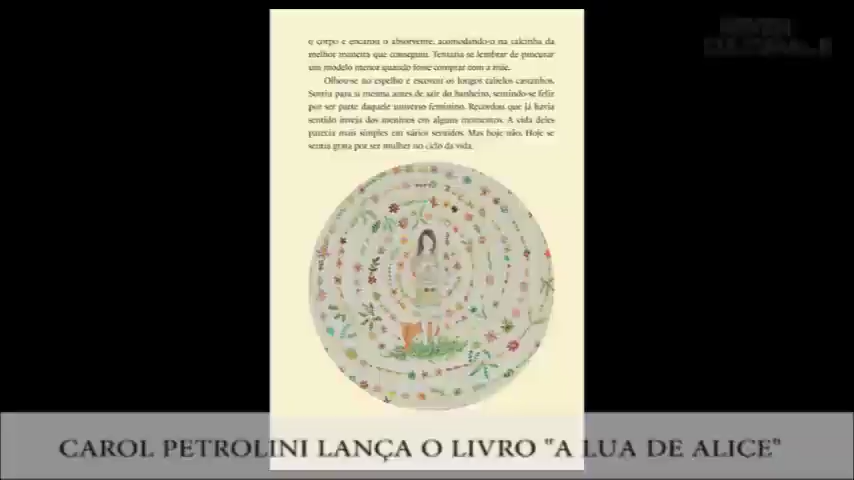 o corpo e encarou o absorvente, acomodando-o na calcinha da
melhor maneira que conseguiu. Tentaria se lembrar de procurar
um modelo menor quando fosse comprar com a mãe.
Olhou-se no espelho e escovou os longos cabelos castanhos.
Sorriu para si mesma antes de sair do banheiro, sentindo-se feliz
por ser parte daquele universo feminino. Recordou que já havia
sentido inveja dos meninos em alguns momentos. A vida deles
parecia mais simples em vários sentidos. Mas hoje não. Hoje se
sentia grata por ser mulher no ciclo da vida.
CAROL PETROLINI LANÇA O LIVRO "A LUA DE ALICE"